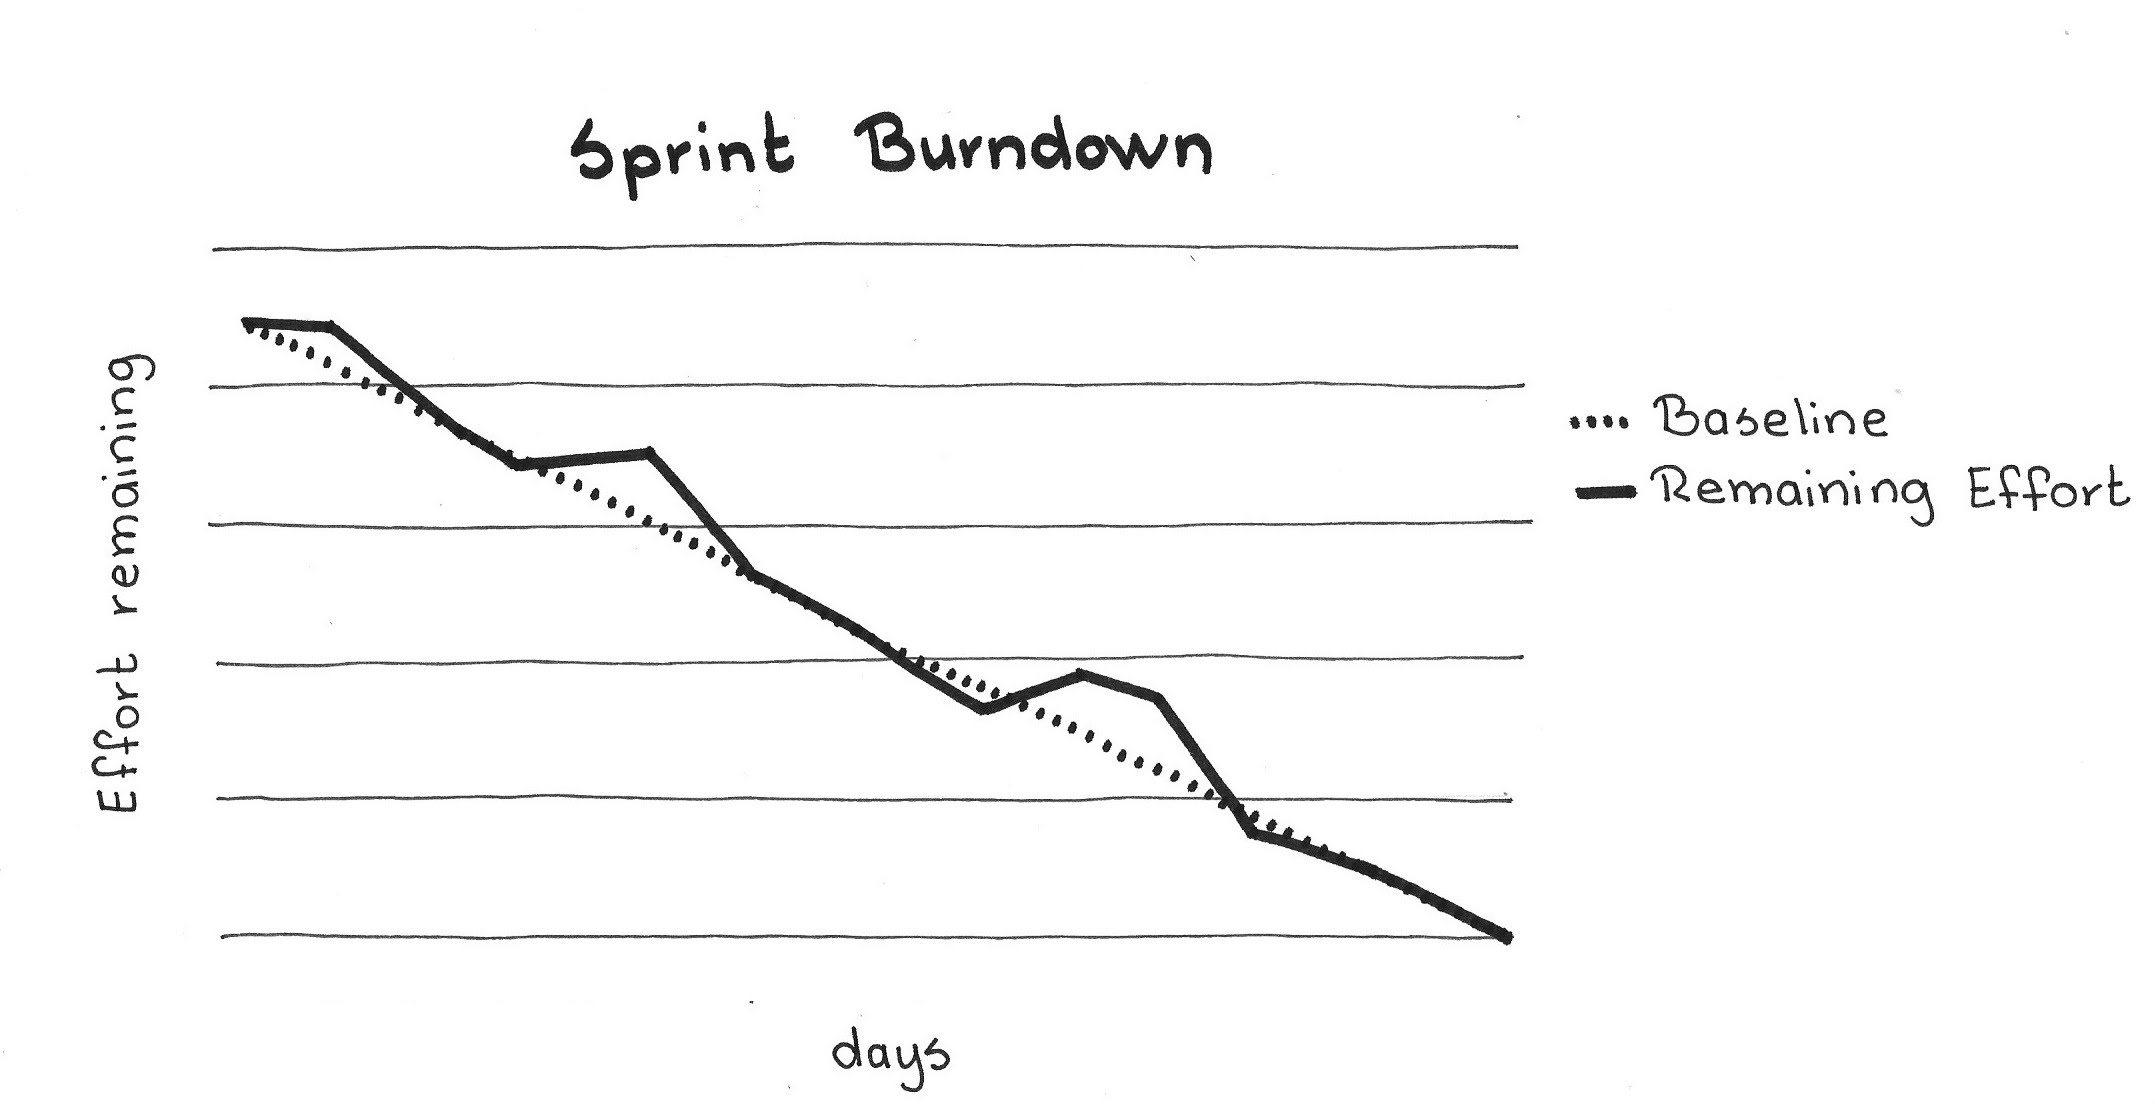 Sprint Burndown
Effort remaining
.... Baseline
Remaining Effort
days